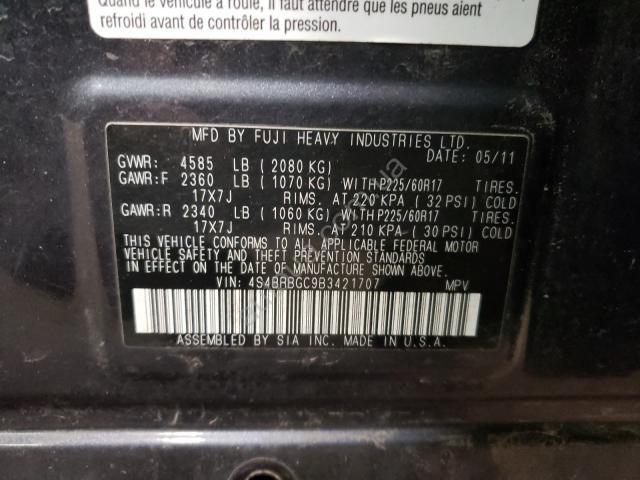 Quand le véhicule a roulé, il faut attendre que les pneus aient
refroidi avant de contrôler la pression.
MFD BY FUJI HEAVY INDUSTRIES LTD.
DATE: 05/11
GVWR: 4585 LB (2080 KG)
GAWR:F 2360 LB (1070 KG) WITH P225/60R17 TIRES.
17X7J RIMS. AT 220 KPA (32 PSI) COLD
GAWR:R 2340 LB (1060 KG) WITH P225/60R17 TIRES.
17X7J RIMS. AT 210 KPA (30 PSI) COLD
THIS VEHICLE CONFORMS TO ALL APPLICABLE FEDERAL MOTOR
VEHICLE SAFETY AND THEFT PREVENTION STANDARDS
IN EFFECT ON THE DATE OF MANUFACTURE SHOWN ABOVE.
VIN: 4S4BRBGC9B3421707 MPV
ASSEMBLED BY SIA INC. MADE IN U.S.A.